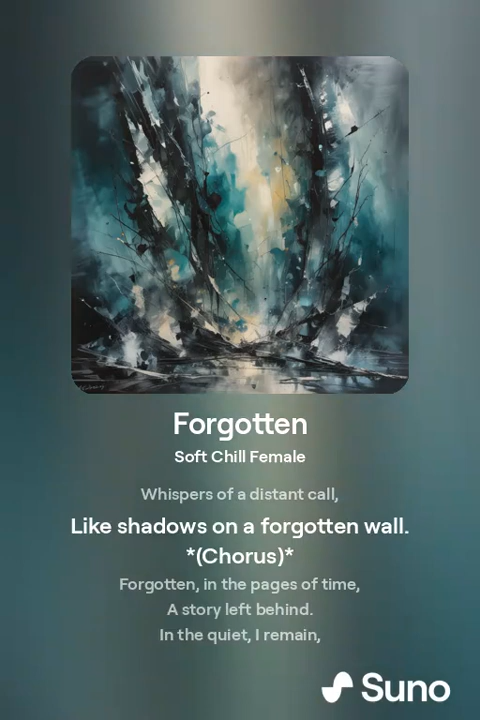 Forgotten
Soft Chill Female
Whispers of a distant call,
Like shadows on a forgotten wall.
*(Chorus)*
Forgotten, in the pages of time,
A story left behind.
In the quiet, I remain,
Suno